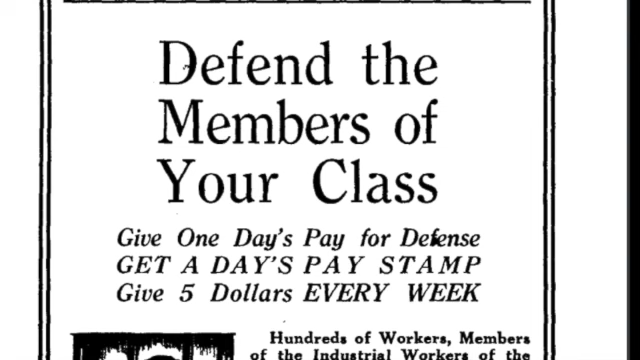 Defend the
Members of
Your Class
Give One Day's Pay for Defense
GET A DAY'S PAY STAMP
Give 5 Dollars EVERY WEEK
Hundreds of Workers, Members
of the Industrial Workers of the